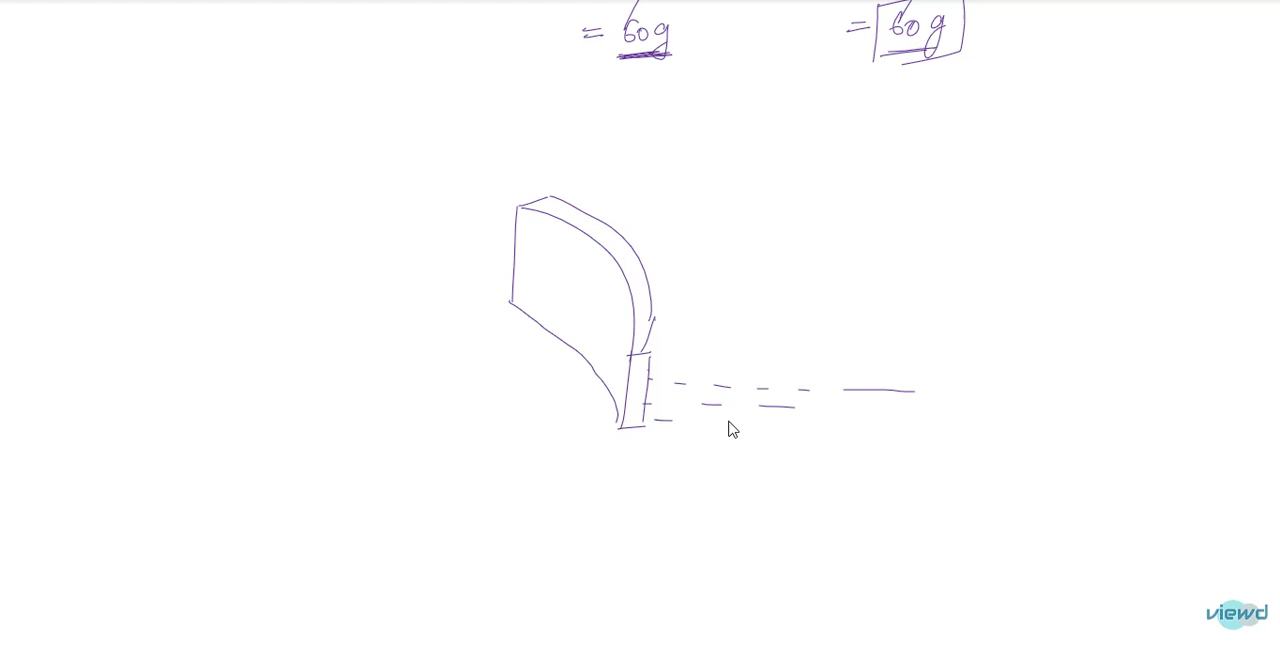 = 60g = 60g
viewd